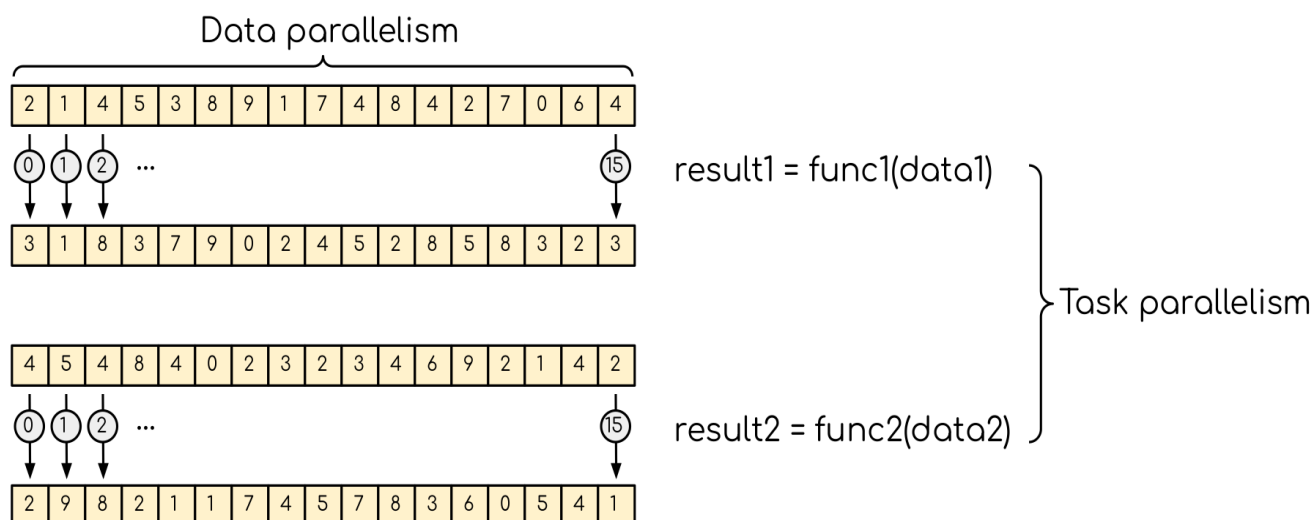 Data parallelism
2 1 4 5 3 8 9 1 7 4 8 4 2 7 0 6 4
0 1 2 ... 15
result1 = func1(data1)
3 1 8 3 7 9 0 2 4 5 2 8 5 8 3 2 3
Task parallelism
4 5 4 8 4 0 2 3 2 3 4 6 9 2 1 4 2
0 1 2 ... 15
result2 = func2(data2)
2 9 8 2 1 1 7 4 5 7 8 3 6 0 5 4 1